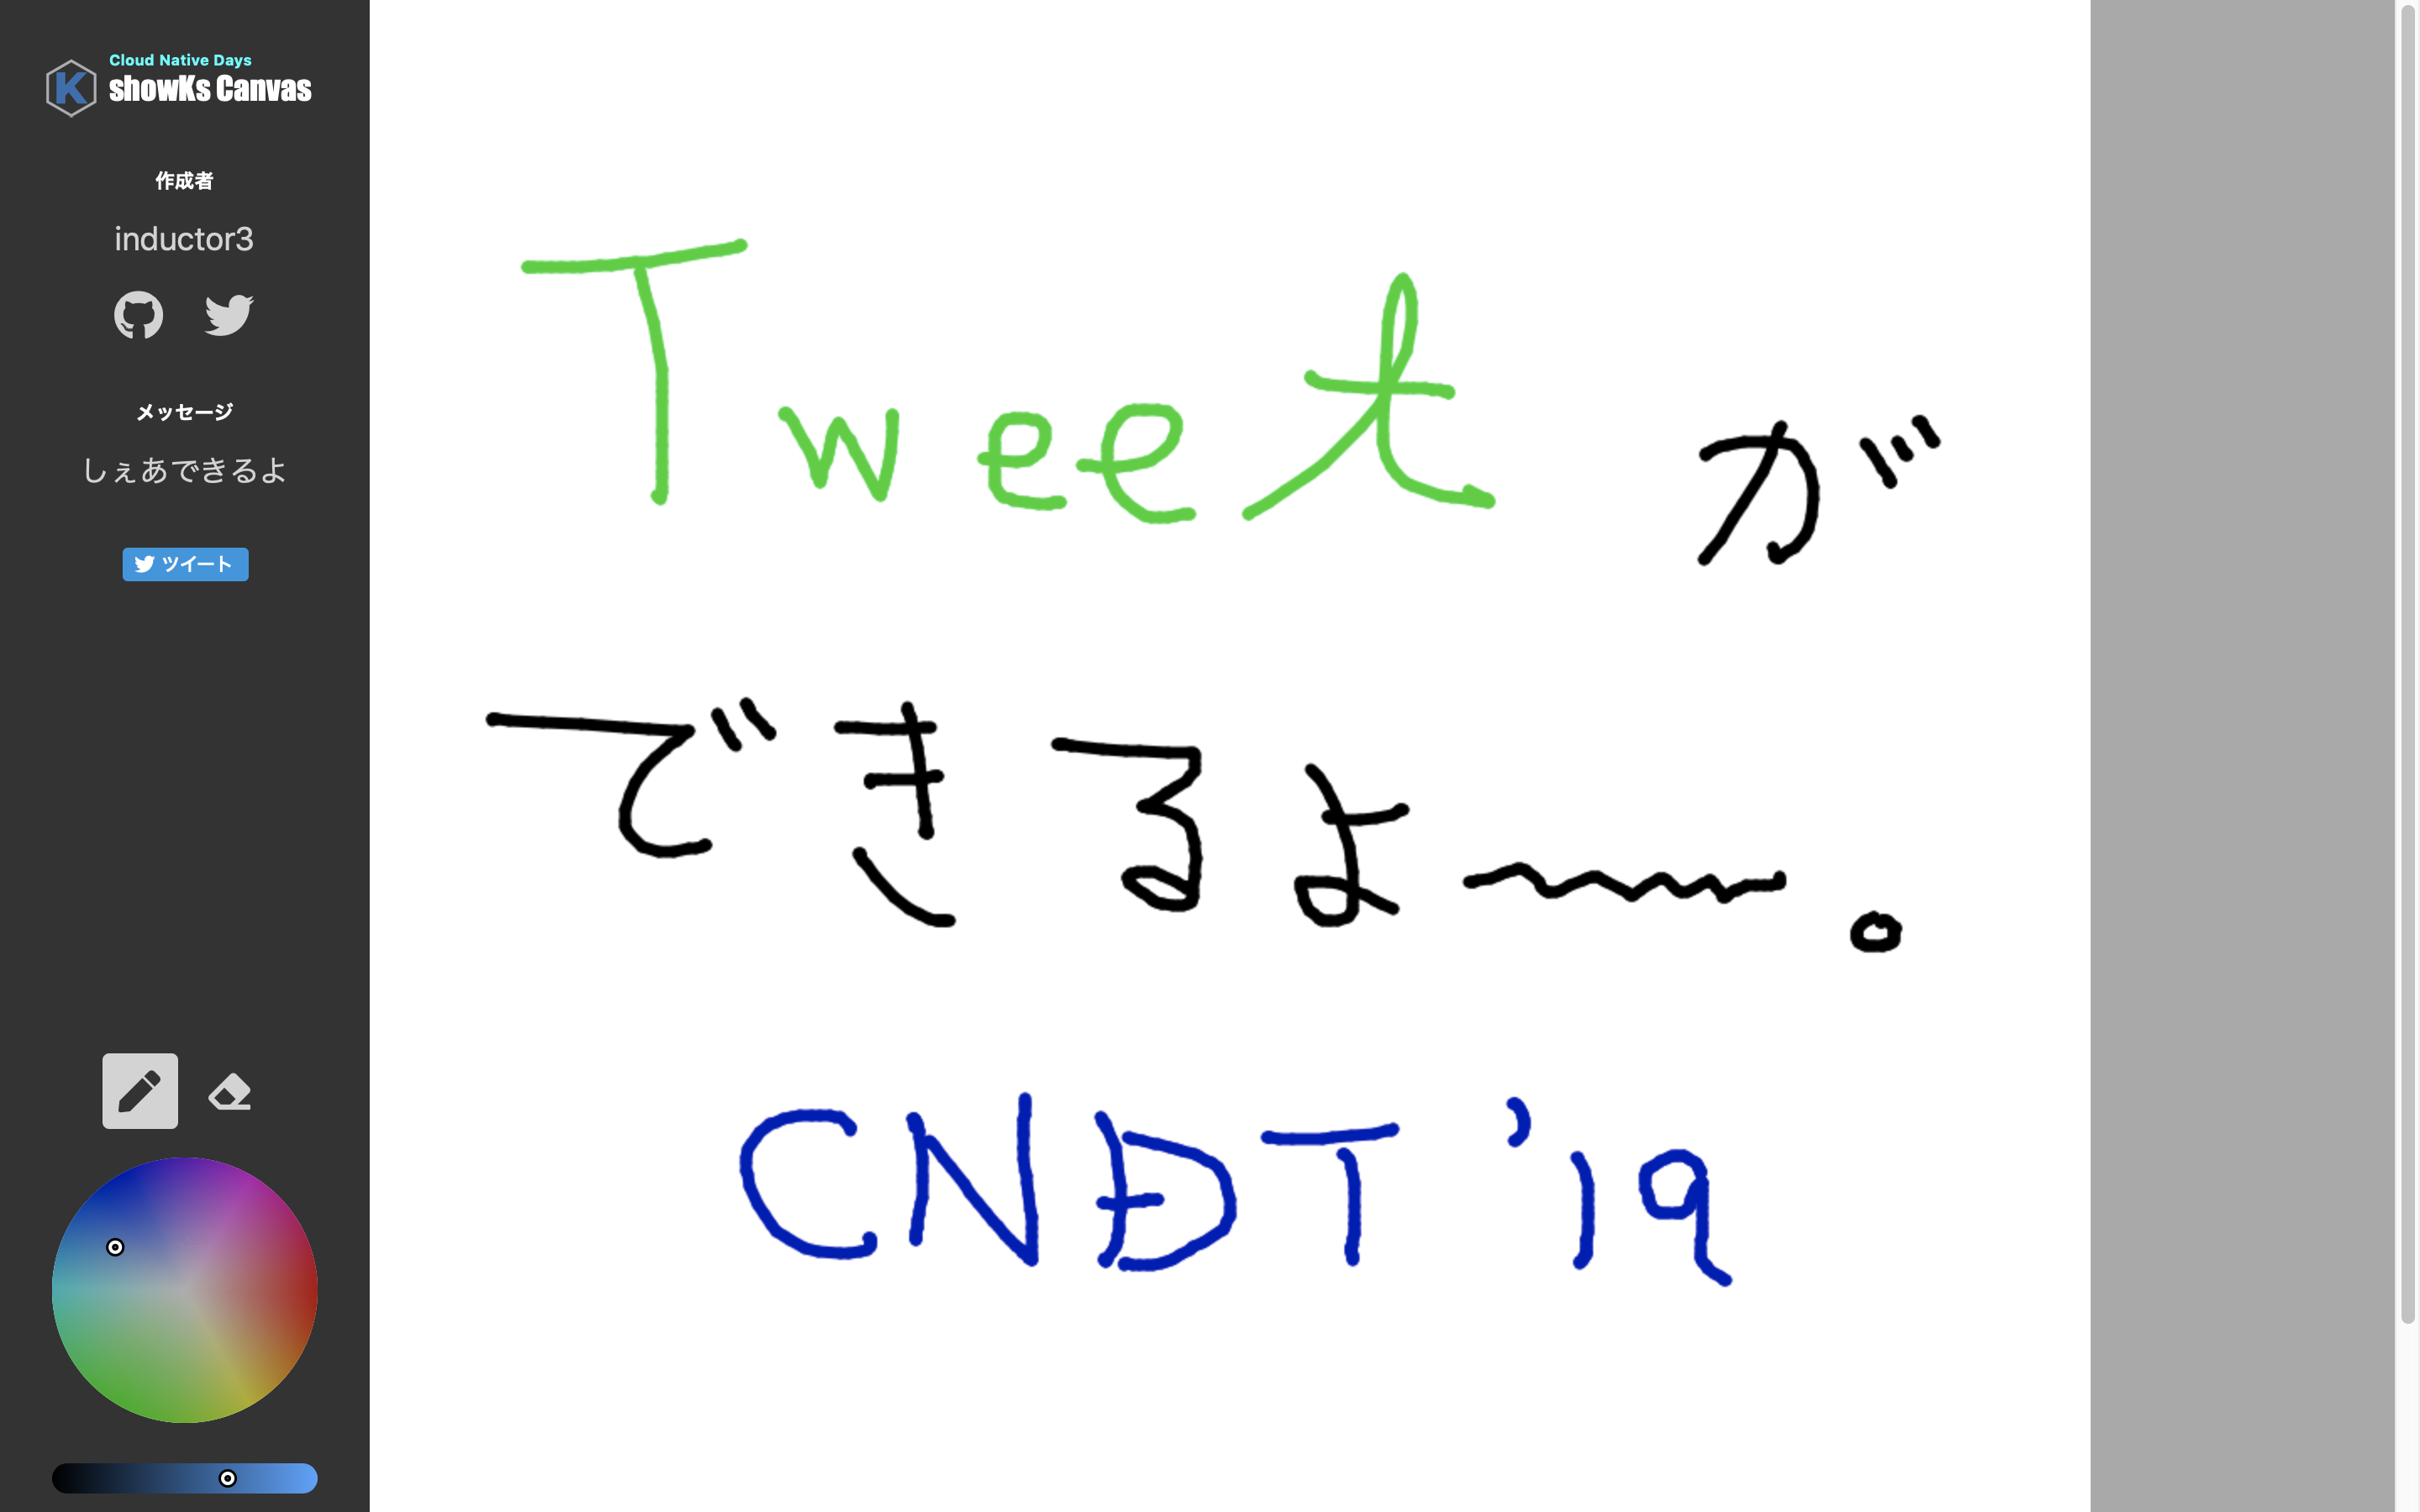 Cloud Native Days
showKs Canvas
作成者
inductor3
メッセージ
しぇあできるよ
ツイート
Tweet が
できるよ〜。
CNDT '19